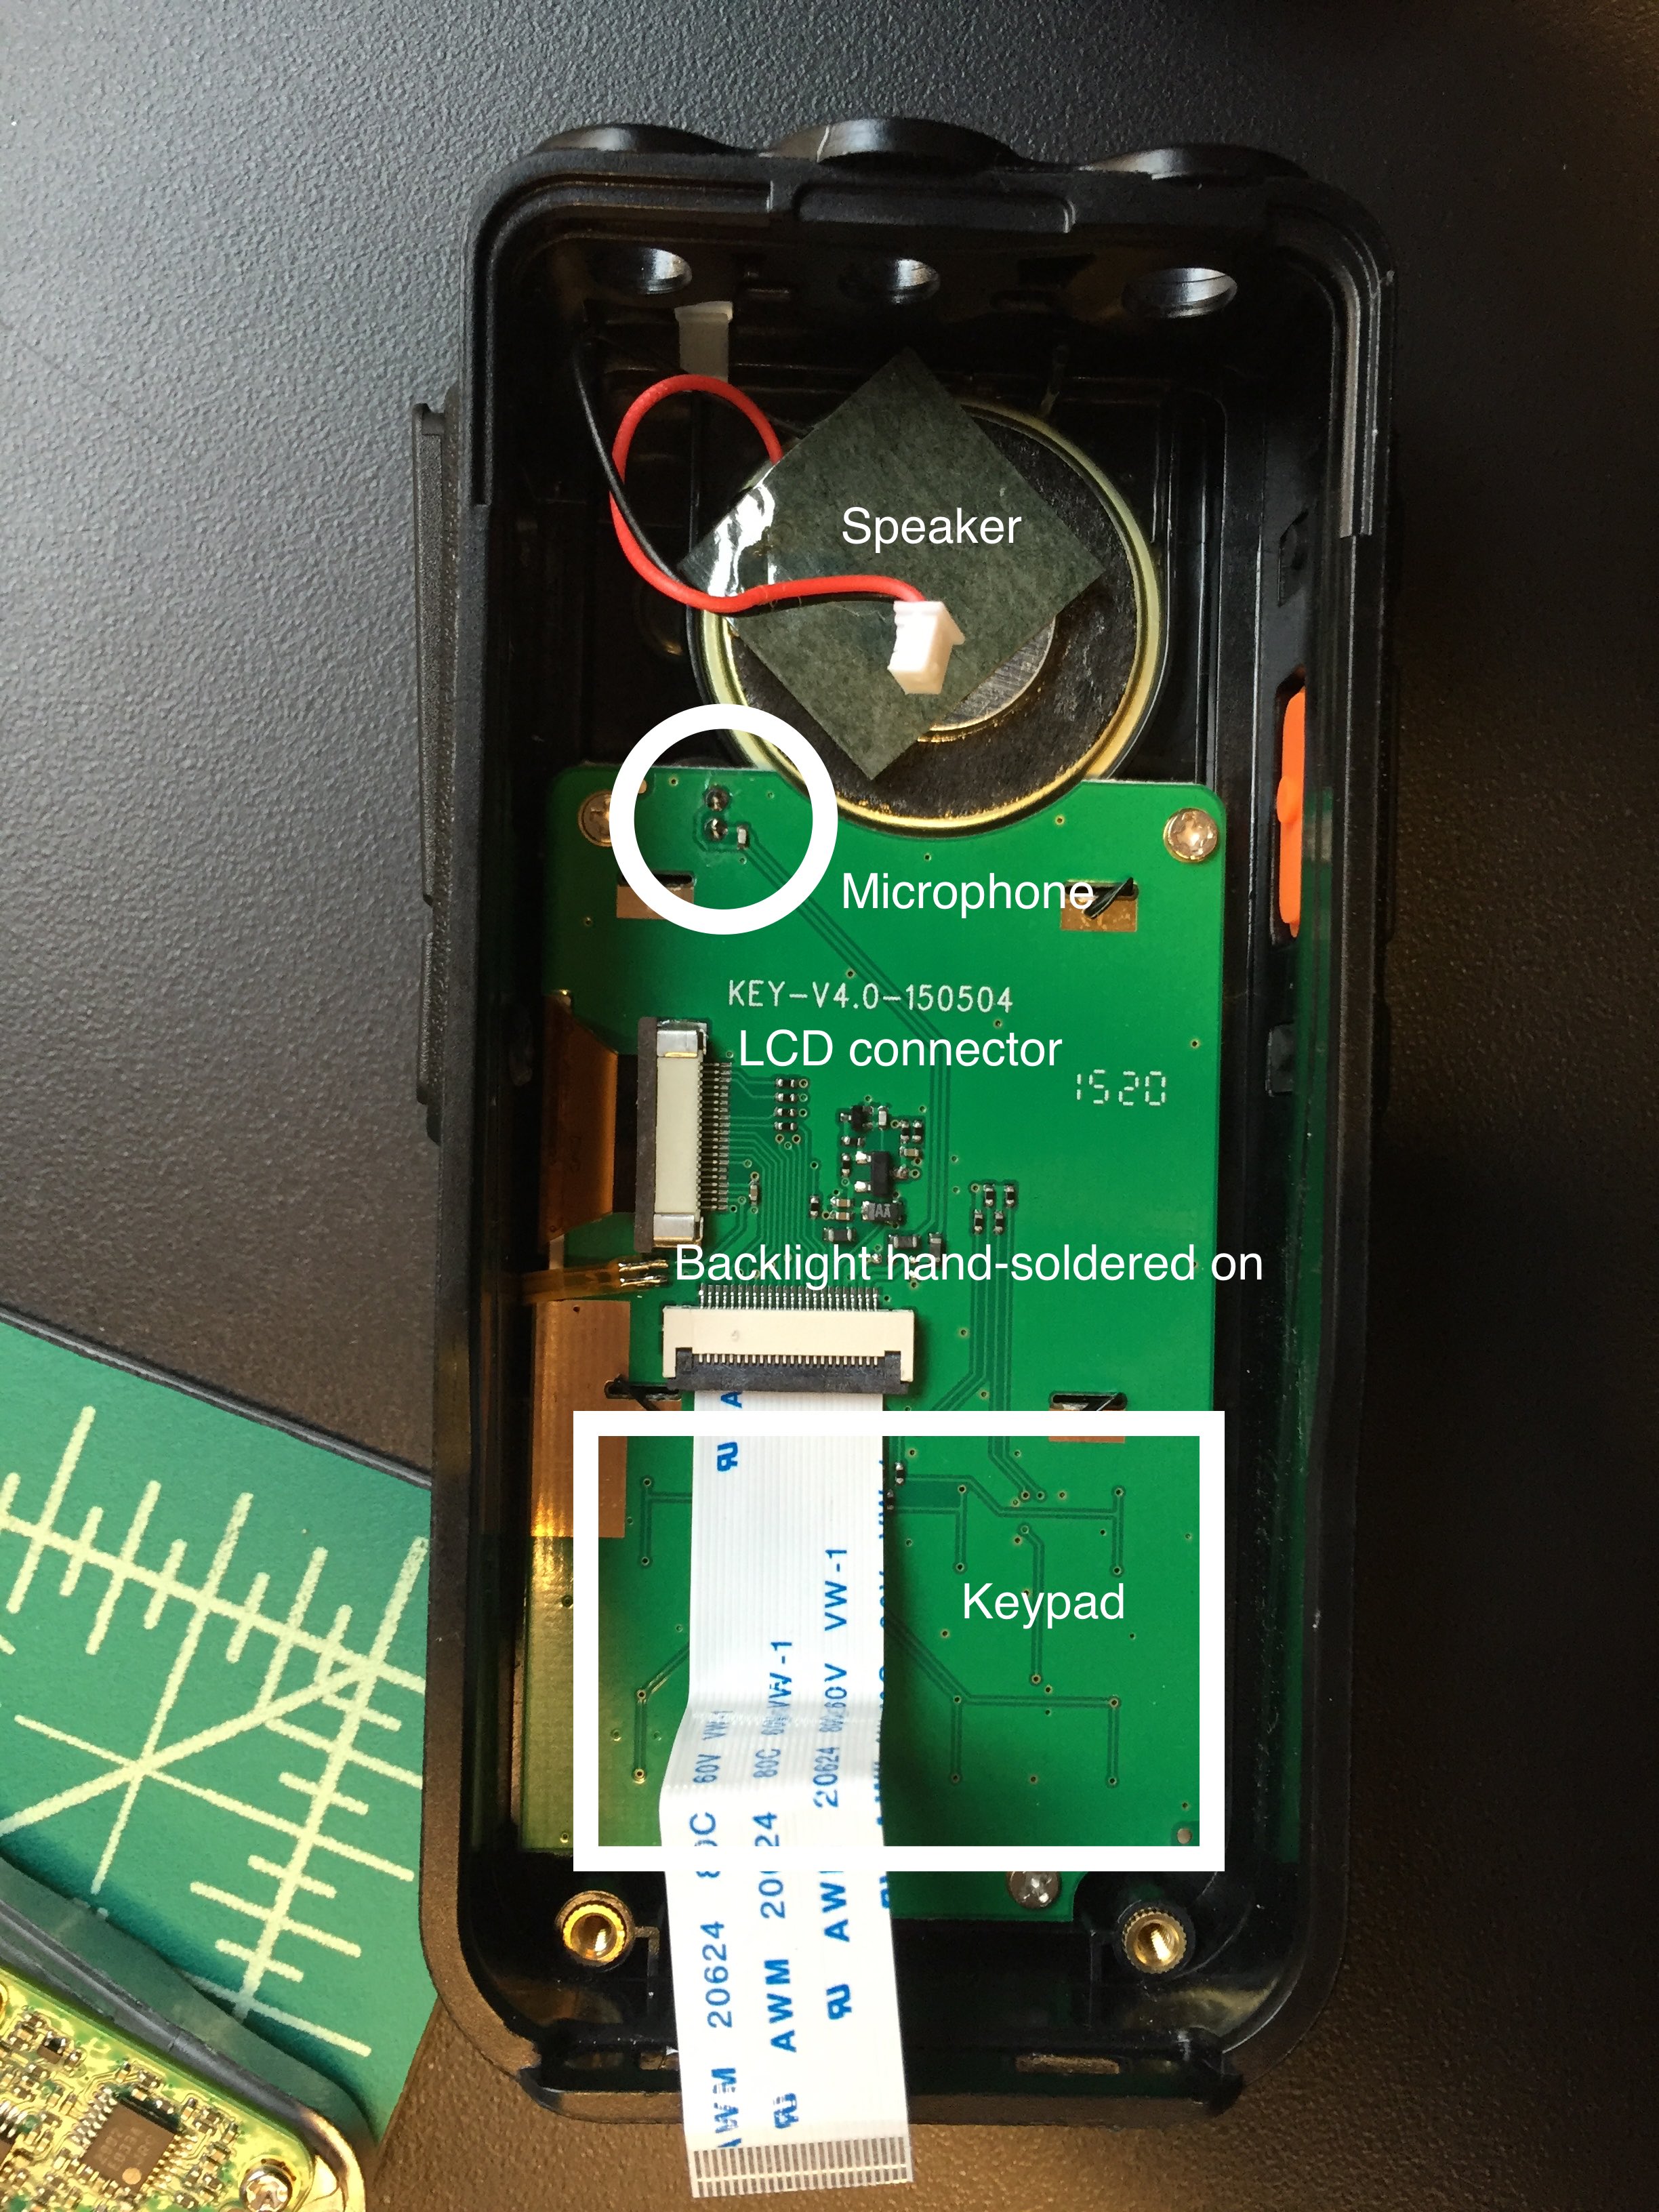 Speaker
Microphone
KEY-V4.0-150504
LCD connector
1520
AA
Backlight hand-soldered on
Keypad
AWM 20624 80C 60V VW-1
AWM 20624 80C 60V VW-1
AWM 20624 80C 60V VW-1